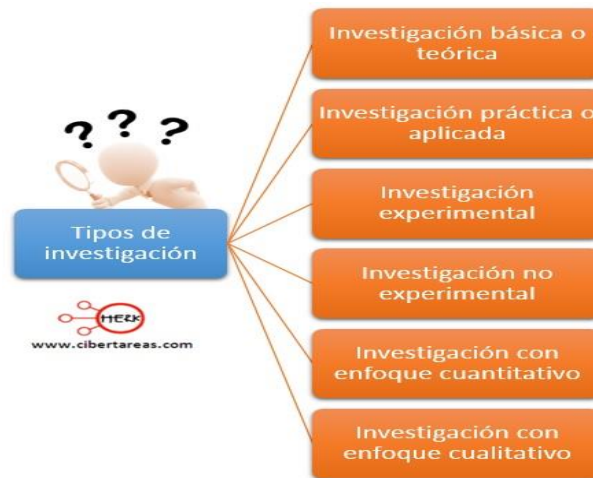 ? ? ?
Tipos de
investigación
HERK
www.cibertareas.com
Investigación básica o
teórica
Investigación práctica o
aplicada
Investigación
experimental
Investigación no
experimental
Investigación con
enfoque cuantitativo
Investigación con
enfoque cualitativo